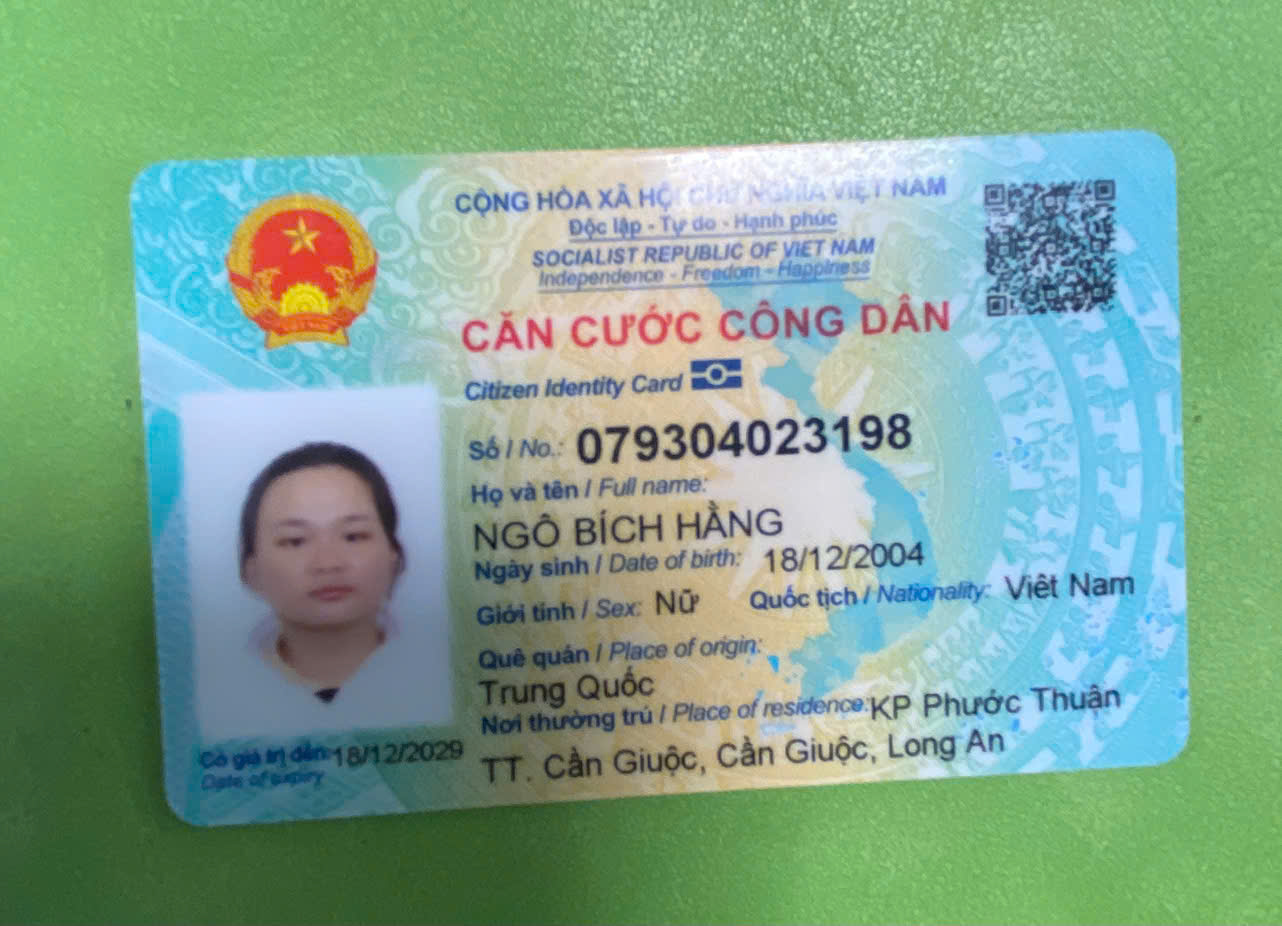 CỘNG HÒA XÃ HỘI CHỦ NGHĨA VIỆT NAM
Độc lập - Tự do - Hạnh phúc
SOCIALIST REPUBLIC OF VIET NAM
Independence - Freedom - Happiness
CĂN CƯỚC CÔNG DÂN
Citizen Identity Card
Số / No.: 079304023198
Họ và tên / Full name:
NGÔ BÍCH HẰNG
Ngày sinh / Date of birth: 18/12/2004
Giới tính / Sex: Nữ Quốc tịch / Nationality: Việt Nam
Quê quán / Place of origin:
Trung Quốc
Nơi thường trú / Place of residence: KP Phước Thuận
TT. Cần Giuộc, Cần Giuộc, Long An
Có giá trị đến: 18/12/2029
Date of expiry
VIỆT NAM